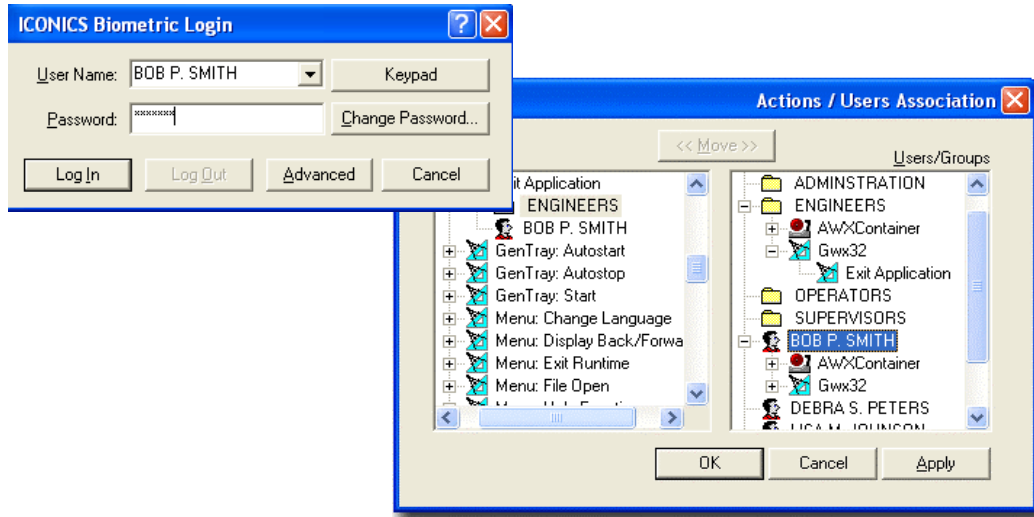 ICONICS Biometric Login
User Name: BOB P. SMITH Keypad
Password: ******* Change Password...
Log In Log Out Advanced Cancel
Actions / Users Association
<< Move >>
Users/Groups
it Application
ENGINEERS
BOB P. SMITH
GenTray: Autostart
GenTray: Autostop
GenTray: Start
Menu: Change Language
Menu: Display Back/Forwa
Menu: Exit Runtime
Menu: File Open
ADMINSTRATION
ENGINEERS
AWXContainer
Gwx32
Exit Application
OPERATORS
SUPERVISORS
BOB P. SMITH
AWXContainer
Gwx32
DEBRA S. PETERS
OK Cancel Apply